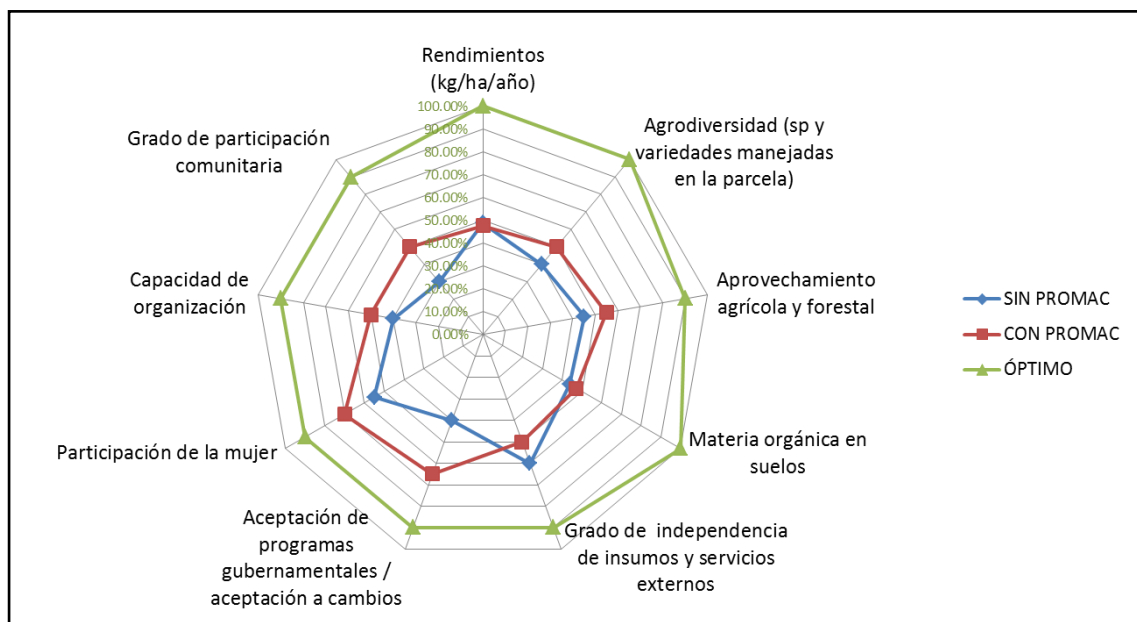 Rendimientos
(kg/ha/año)
100.00%
90.00%
80.00%
70.00%
60.00%
50.00%
40.00%
30.00%
20.00%
10.00%
0.00%
Agrodiversidad (sp y
variedades manejadas
en la parcela)
Aprovechamiento
agrícola y forestal
Materia orgánica en
suelos
Grado de independencia
de insumos y servicios
externos
Aceptación de
programas
gubernamentales /
aceptación a cambios
Participación de la mujer
Capacidad de
organización
Grado de participación
comunitaria
SIN PROMAC
CON PROMAC
ÓPTIMO